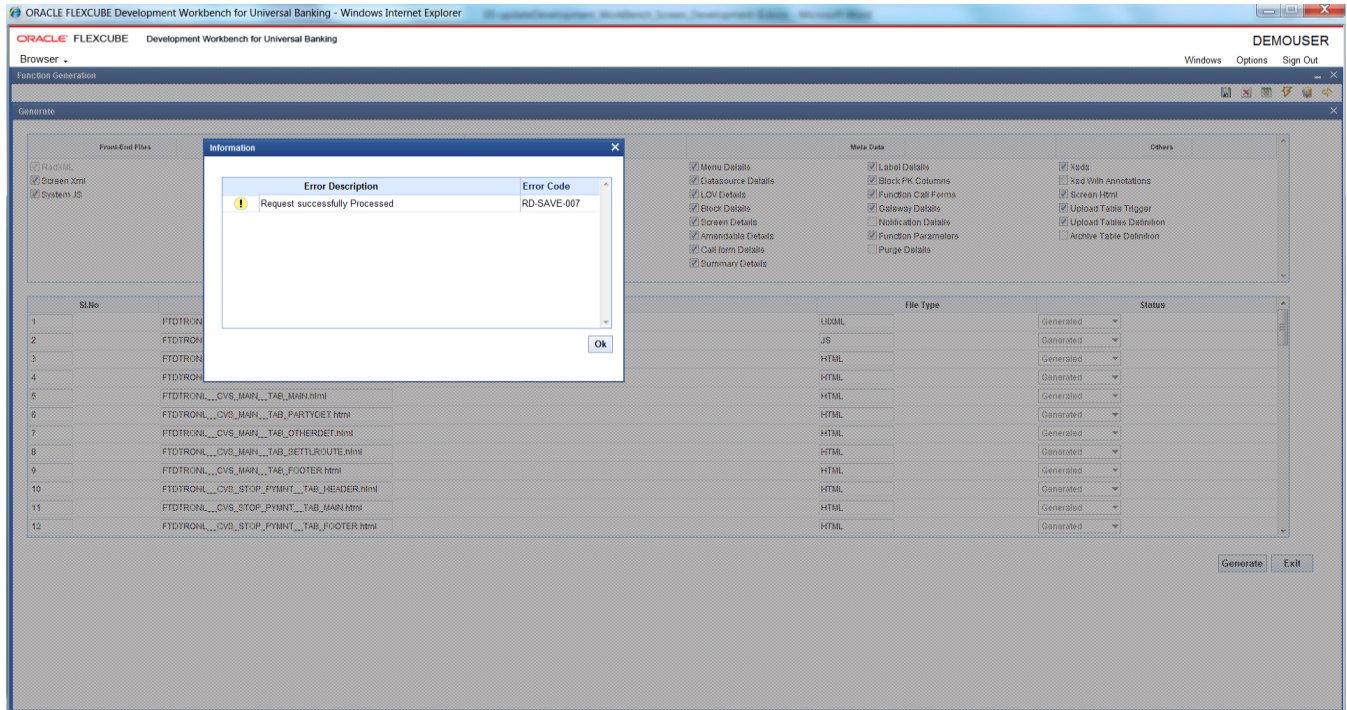 ORACLE FLEXCUBE Development Workbench for Universal Banking - Windows Internet Explorer
ORACLE FLEXCUBE Development Workbench for Universal Banking
DEMOUSER
Browser
Windows Options Sign Out
Function Generation
Generate
Front-End Files Meta Data Others
RadXML Menu Details Label Details Xsds
Screen Xml Datasource Details Block PK Columns Xsd With Annotations
System JS LOV Details Function Call Forms Screen Html
Block Details Gateway Details Upload Table Trigger
Screen Details Notification Details Upload Tables Definition
Amendable Details Function Parameters Archive Table Definition
Call form Details Purge Details
Summary Details
Information
Error Description Error Code
Request successfully Processed RD-SAVE-007
Ok
Sl.No File Type Status
1 FTDTRON UIXML Generated
2 FTDTRON JS Generated
3 FTDTRON HTML Generated
4 FTDTRON HTML Generated
5 FTDTRONL__CVS_MAIN__TAB_MAIN.html HTML Generated
6 FTDTRONL__CVS_MAIN__TAB_PARTYDET.html HTML Generated
7 FTDTRONL__CVS_MAIN__TAB_OTHERDET.html HTML Generated
8 FTDTRONL__CVS_MAIN__TAB_SETTLROUTE.html HTML Generated
9 FTDTRONL__CVS_MAIN__TAB_FOOTER.html HTML Generated
10 FTDTRONL__CVS_STOP_PYMNT__TAB_HEADER.html HTML Generated
11 FTDTRONL__CVS_STOP_PYMNT__TAB_MAIN.html HTML Generated
12 FTDTRONL__CVS_STOP_PYMNT__TAB_FOOTER.html HTML Generated
Generate Exit